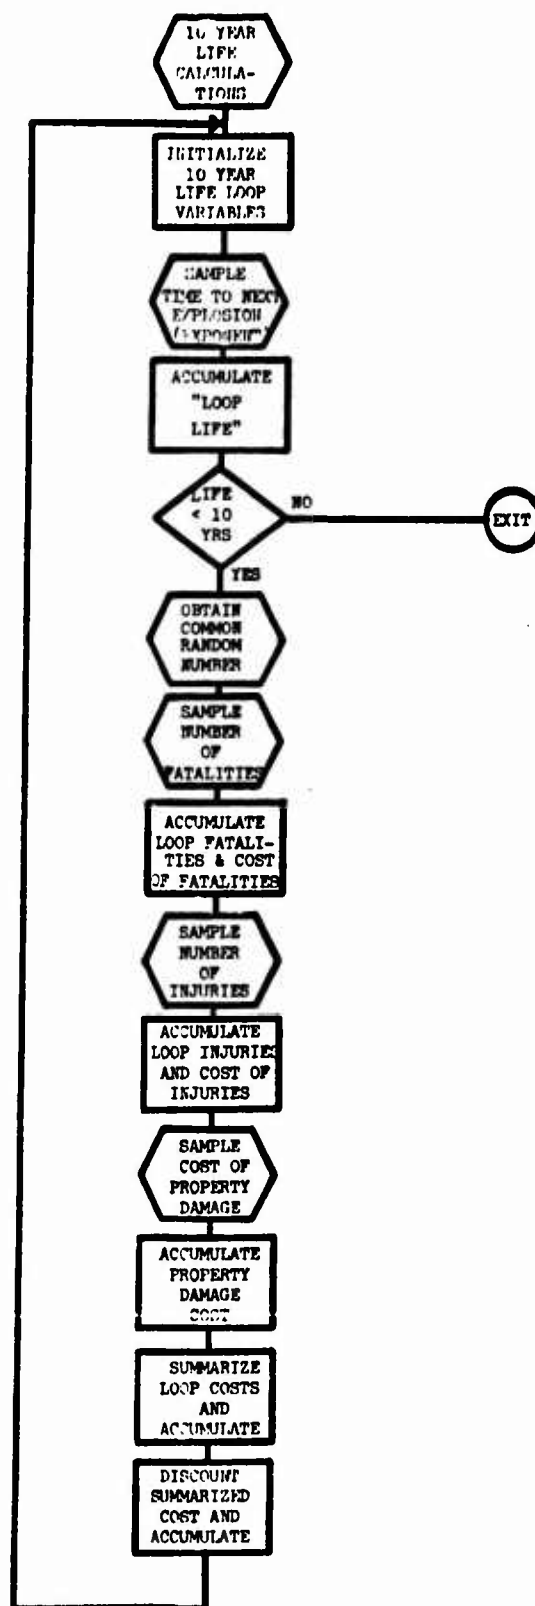 10 YEAR
LIFE
CALCULA-
TIONS
INITIALIZE
10 YEAR
LIFE LOOP
VARIABLES
SAMPLE
TIME TO NEXT
EXPLOSION
(EXPONENT)
ACCUMULATE
"LOOP
LIFE"
LIFE
< 10
YRS
NO
EXIT
YES
OBTAIN
COMMON
RANDOM
NUMBER
SAMPLE
NUMBER
OF
FATALITIES
ACCUMULATE
LOOP FATALI-
TIES & COST
OF FATALITIES
SAMPLE
NUMBER
OF
INJURIES
ACCUMULATE
LOOP INJURIES
AND COST OF
INJURIES
SAMPLE
COST OF
PROPERTY
DAMAGE
ACCUMULATE
PROPERTY
DAMAGE
COST
SUMMARIZE
LOOP COSTS
AND
ACCUMULATE
DISCOUNT
SUMMARIZED
COST AND
ACCUMULATE